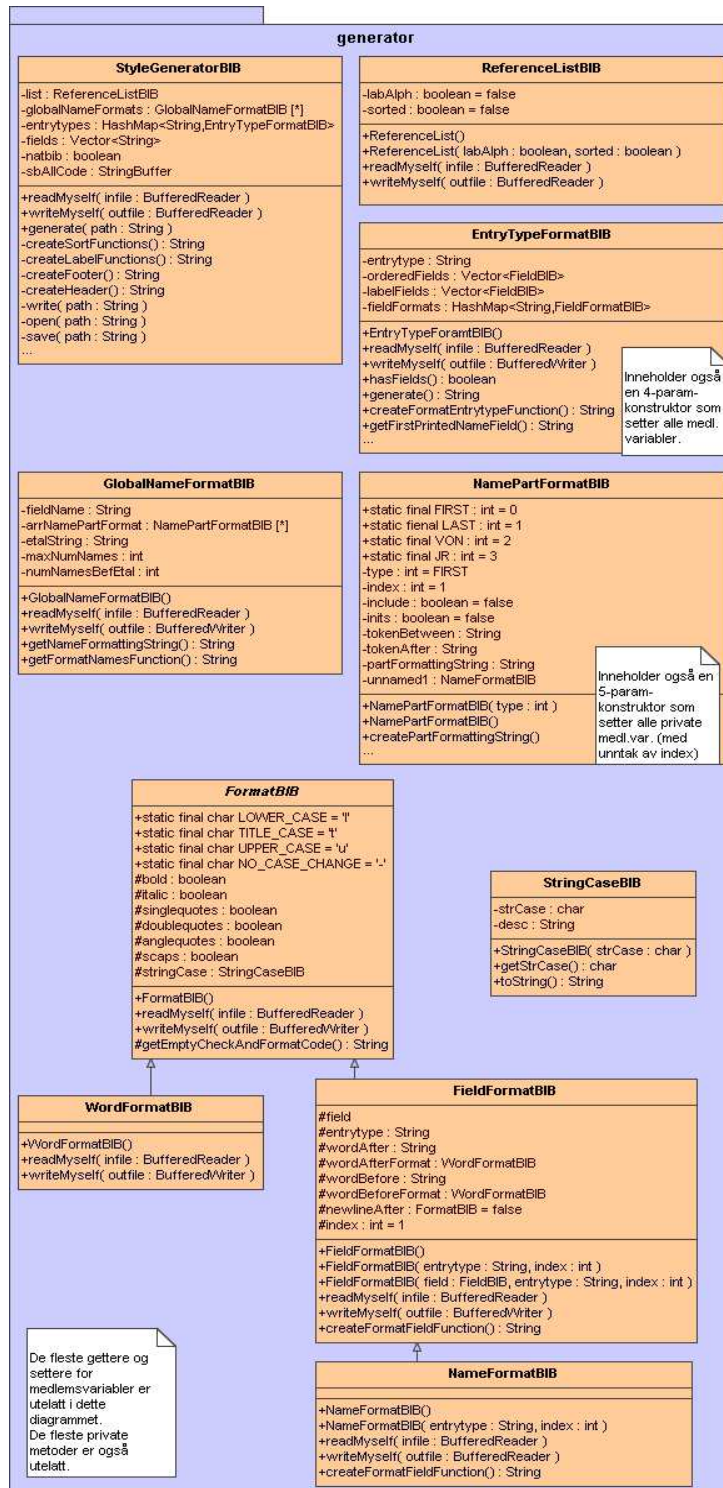 generator
StyleGeneratorBIB
-list : ReferenceListBIB
-globalNameFormats : GlobalNameFormatBIB [*]
-entrytypes : HashMap<String,EntryTypeFormatBIB>
-fields : Vector<String>
-natbib : boolean
-sbAllCode : StringBuffer
+readMyself( infile : BufferedReader )
+writeMyself( outfile : BufferedReader )
+generate( path : String )
-createSortFunctions() : String
-createLabelFunctions() : String
-createFooter() : String
-createHeader() : String
-write( path : String )
-open( path : String )
-save( path : String )
...
ReferenceListBIB
-labAlph : boolean = false
-sorted : boolean = false
+ReferenceList()
+ReferenceList( labAlph : boolean, sorted : boolean )
+readMyself( infile : BufferedReader )
+writeMyself( outfile : BufferedReader )
EntryTypeFormatBIB
-entrytype : String
-orderedFields : Vector<FieldBIB>
-labelFields : Vector<FieldBIB>
-fieldFormats : HashMap<String,FieldFormatBIB>
+EntryTypeForamtBIB()
+readMyself( infile : BufferedReader )
+writeMyself( outfile : BufferedWriter )
+hasFields() : boolean
+generate() : String
+createFormatEntrytypeFunction() : String
+getFirstPrintedNameField() : String
...
Inneholder også
en 4-param-
konstruktor som
setter alle medl.
variabler.
GlobalNameFormatBIB
-fieldName : String
-arrNamePartFormat : NamePartFormatBIB [*]
-etalString : String
-maxNumNames : int
-numNamesBefEtal : int
+GlobalNameFormatBIB()
+readMyself( infile : BufferedReader )
+writeMyself( outfile : BufferedWriter )
+getNameFormattingString() : String
+getFormatNamesFunction() : String
NamePartFormatBIB
+static final FIRST : int = 0
+static fienal LAST : int = 1
+static final VON : int = 2
+static final JR : int = 3
-type : int = FIRST
-index : int = 1
-include : boolean = false
-inits : boolean = false
-tokenBetween : String
-tokenAfter : String
-partFormattingString : String
-unnamed1 : NameFormatBIB
+NamePartFormatBIB( type : int )
+NamePartFormatBIB()
+createPartFormattingString()
...
Inneholder også en
5-param-
konstruktor som
setter alle private
medl.var. (med
unntak av index)
FormatBIB
+static final char LOWER_CASE = 'l'
+static final char TITLE_CASE = 't'
+static final char UPPER_CASE = 'u'
+static final char NO_CASE_CHANGE = '-'
#bold : boolean
#italic : boolean
#singlequotes : boolean
#doublequotes : boolean
#anglequotes : boolean
#scaps : boolean
#stringCase : StringCaseBIB
+FormatBIB()
+readMyself( infile : BufferedReader )
+writeMyself( outfile : BufferedWriter )
#getEmptyCheckAndFormatCode() : String
StringCaseBIB
-strCase : char
-desc : String
+StringCaseBIB( strCase : char )
+getStrCase() : char
+toString() : String
WordFormatBIB
+WordFormatBIB()
+readMyself( infile : BufferedReader )
+writeMyself( outfile : BufferedWriter )
FieldFormatBIB
#field
#entrytype : String
#wordAfter : String
#wordAfterFormat : WordFormatBIB
#wordBefore : String
#wordBeforeFormat : WordFormatBIB
#newlineAfter : FormatBIB = false
#index : int = 1
+FieldFormatBIB()
+FieldFormatBIB( entrytype : String, index : int )
+FieldFormatBIB( field : FieldBIB, entrytype : String, index : int )
+readMyself( infile : BufferedReader )
+writeMyself( outfile : BufferedWriter )
+createFormatFieldFunction() : String
De fleste gettere og
settere for
medlemsvariabler er
utelatt i dette
diagrammet.
De fleste private
metoder er også
utelatt.
NameFormatBIB
+NameFormatBIB()
+NameFormatBIB( entrytype : String, index : int )
+readMyself( infile : BufferedReader )
+writeMyself( outfile : BufferedWriter )
+createFormatFieldFunction() : String